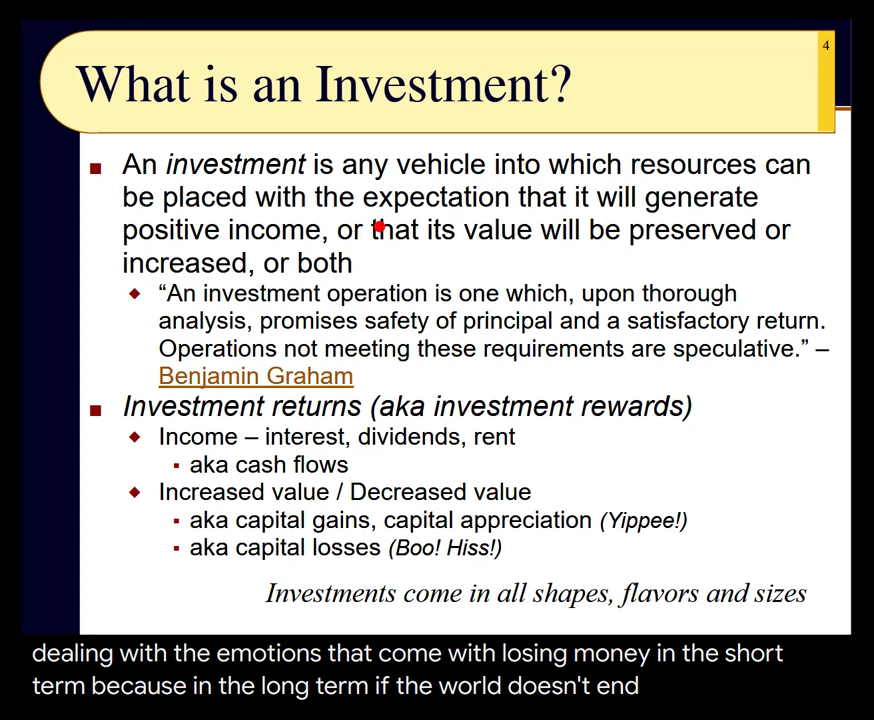 4
What is an Investment?
■ An investment is any vehicle into which resources can
be placed with the expectation that it will generate
positive income, or that its value will be preserved or
increased, or both
◆ “An investment operation is one which, upon thorough
analysis, promises safety of principal and a satisfactory return.
Operations not meeting these requirements are speculative.” –
Benjamin Graham
■ Investment returns (aka investment rewards)
◆ Income – interest, dividends, rent
▪ aka cash flows
◆ Increased value / Decreased value
▪ aka capital gains, capital appreciation (Yippee!)
▪ aka capital losses (Boo! Hiss!)
Investments come in all shapes, flavors and sizes
dealing with the emotions that come with losing money in the short
term because in the long term if the world doesn't end